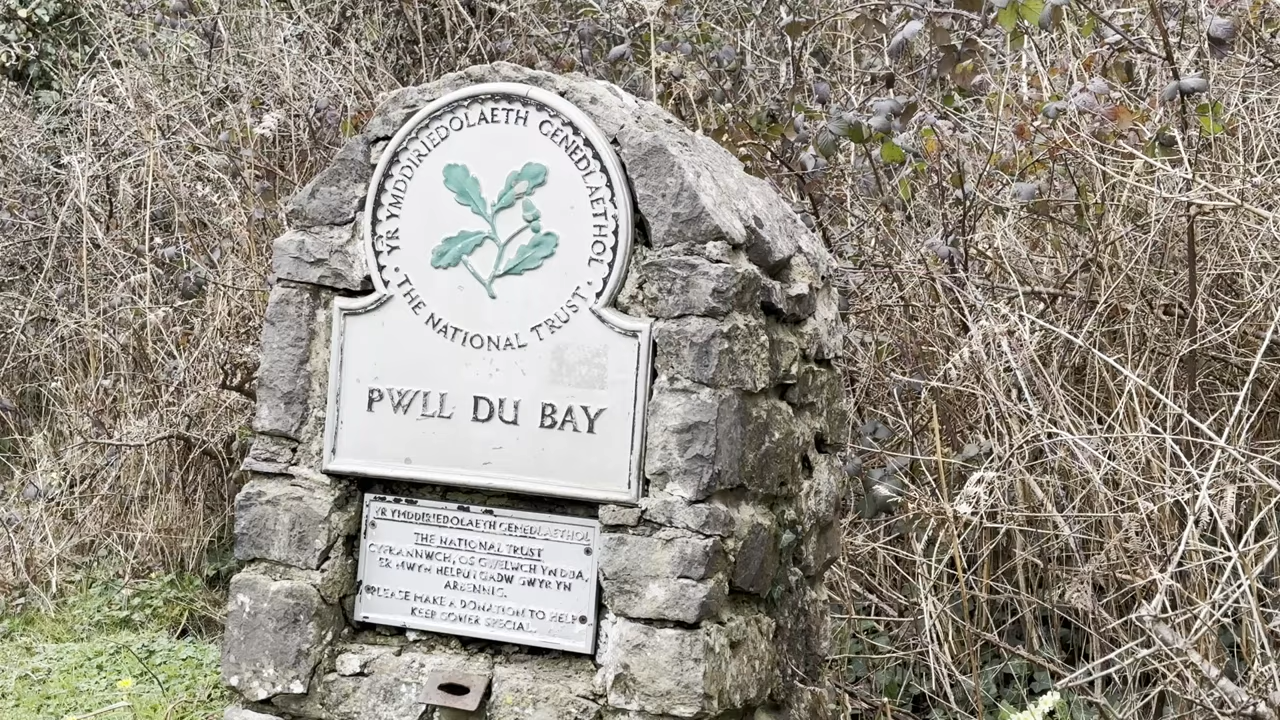 · YR YMDDIRIEDOLAETH GENEDLAETHOL ·
THE NATIONAL TRUST
PWLL DU BAY
YR YMDDIRIEDOLAETH GENEDLAETHOL
THE NATIONAL TRUST
CYFRANNWCH, OS GWELWCH YN DDA,
ER MWYN HELPU I GADW GWYR YN
ARBENNIG.
PLEASE MAKE A DONATION TO HELP
KEEP GOWER SPECIAL.